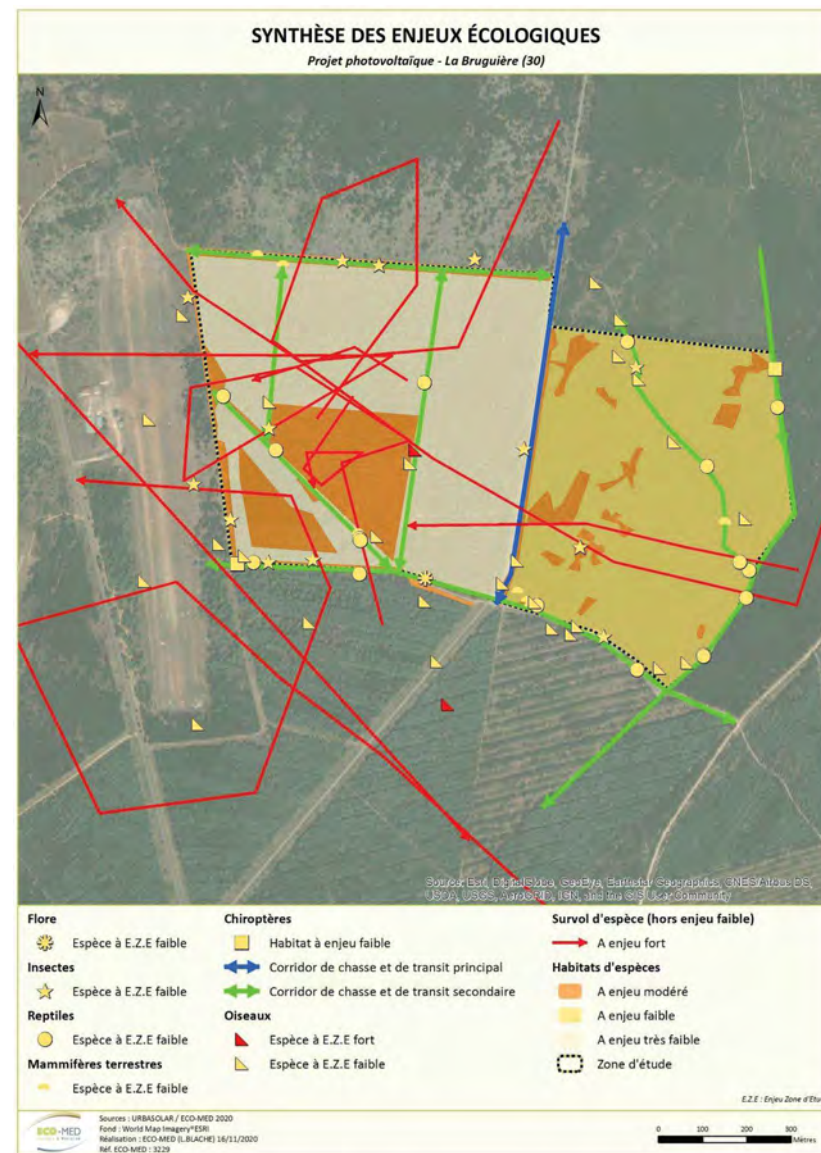 SYNTHÈSE DES ENJEUX ÉCOLOGIQUES
Projet photovoltaïque - La Bruguière (30)
N
Source: Esri, DigitalGlobe, GeoEye, Earthstar Geographics, CNES/Airbus DS,
USDA, USGS, AeroGRID, IGN, and the GIS User Community
Flore
Espèce à E.Z.E faible
Insectes
Espèce à E.Z.E faible
Reptiles
Espèce à E.Z.E faible
Mammifères terrestres
Espèce à E.Z.E faible
Chiroptères
Habitat à enjeu faible
Corridor de chasse et de transit principal
Corridor de chasse et de transit secondaire
Oiseaux
Espèce à E.Z.E fort
Espèce à E.Z.E faible
Survol d'espèce (hors enjeu faible)
A enjeu fort
Habitats d'espèces
A enjeu modéré
A enjeu faible
A enjeu très faible
Zone d'étude
E.Z.E : Enjeu Zone d'Etu
ECO-MED
Sources : URBASOLAR / ECO-MED 2020
Fond : World Map Imagery®ESRI
Réalisation : ECO-MED (L.BLACHE) 16/11/2020
Réf. ECO-MED : 3229
0 100 200 300
Mètres